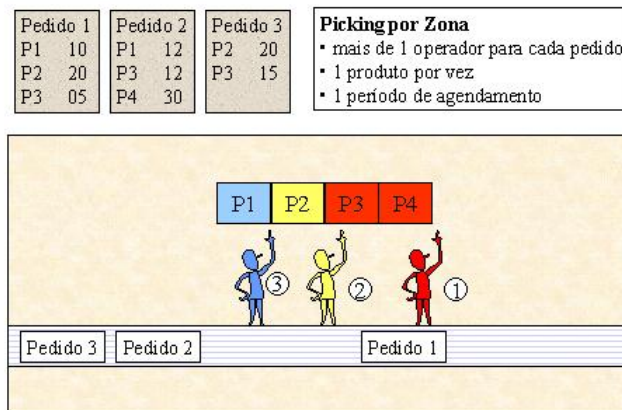 Pedido 1
P1 10
P2 20
P3 05
Pedido 2
P1 12
P3 12
P4 30
Pedido 3
P2 20
P3 15
Picking por Zona
▪ mais de 1 operador para cada pedido
▪ 1 produto por vez
▪ 1 período de agendamento
P1 P2 P3 P4
3 2 1
Pedido 3 Pedido 2 Pedido 1